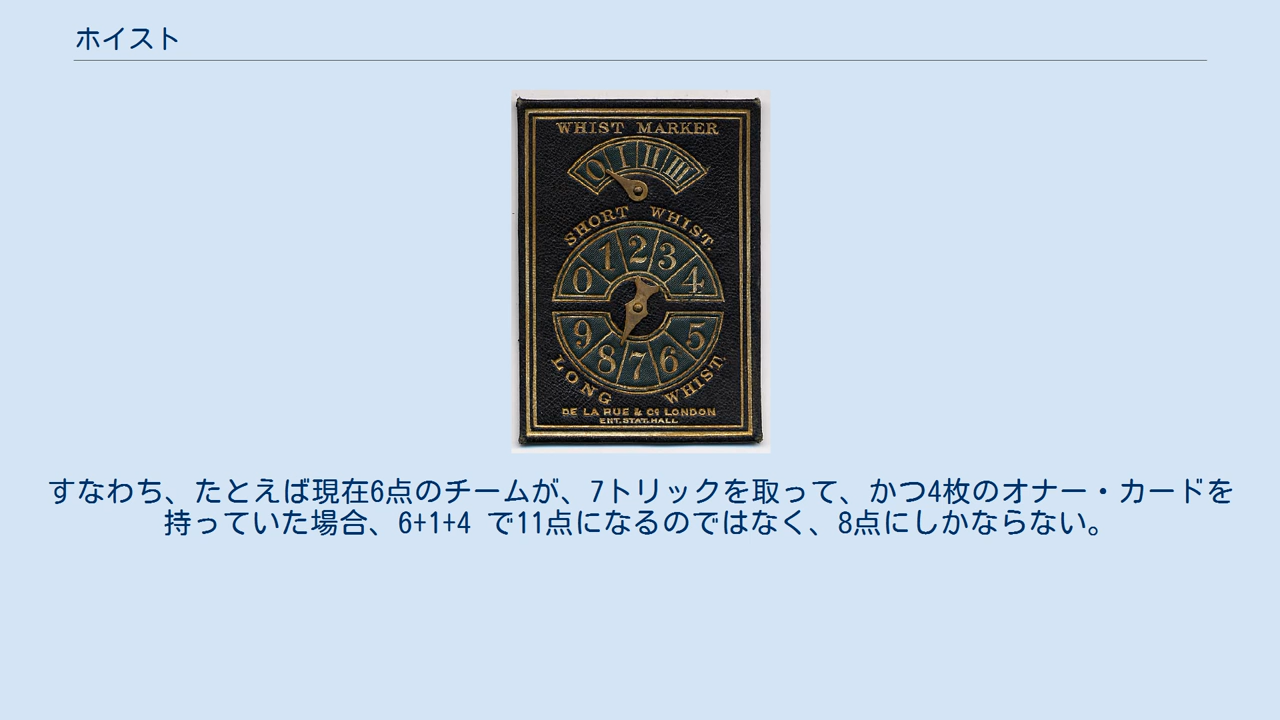 ホイスト
WHIST MARKER
0 I II III
SHORT WHIST.
0 1 2 3 4
9 8 7 6 5
LONG WHIST.
DE LA RUE & Co LONDON
ENT. STAT. HALL
すなわち、たとえば現在6点のチームが、7トリックを取って、かつ4枚のオナー・カードを
持っていた場合、6+1+4 で11点になるのではなく、8点にしかならない。